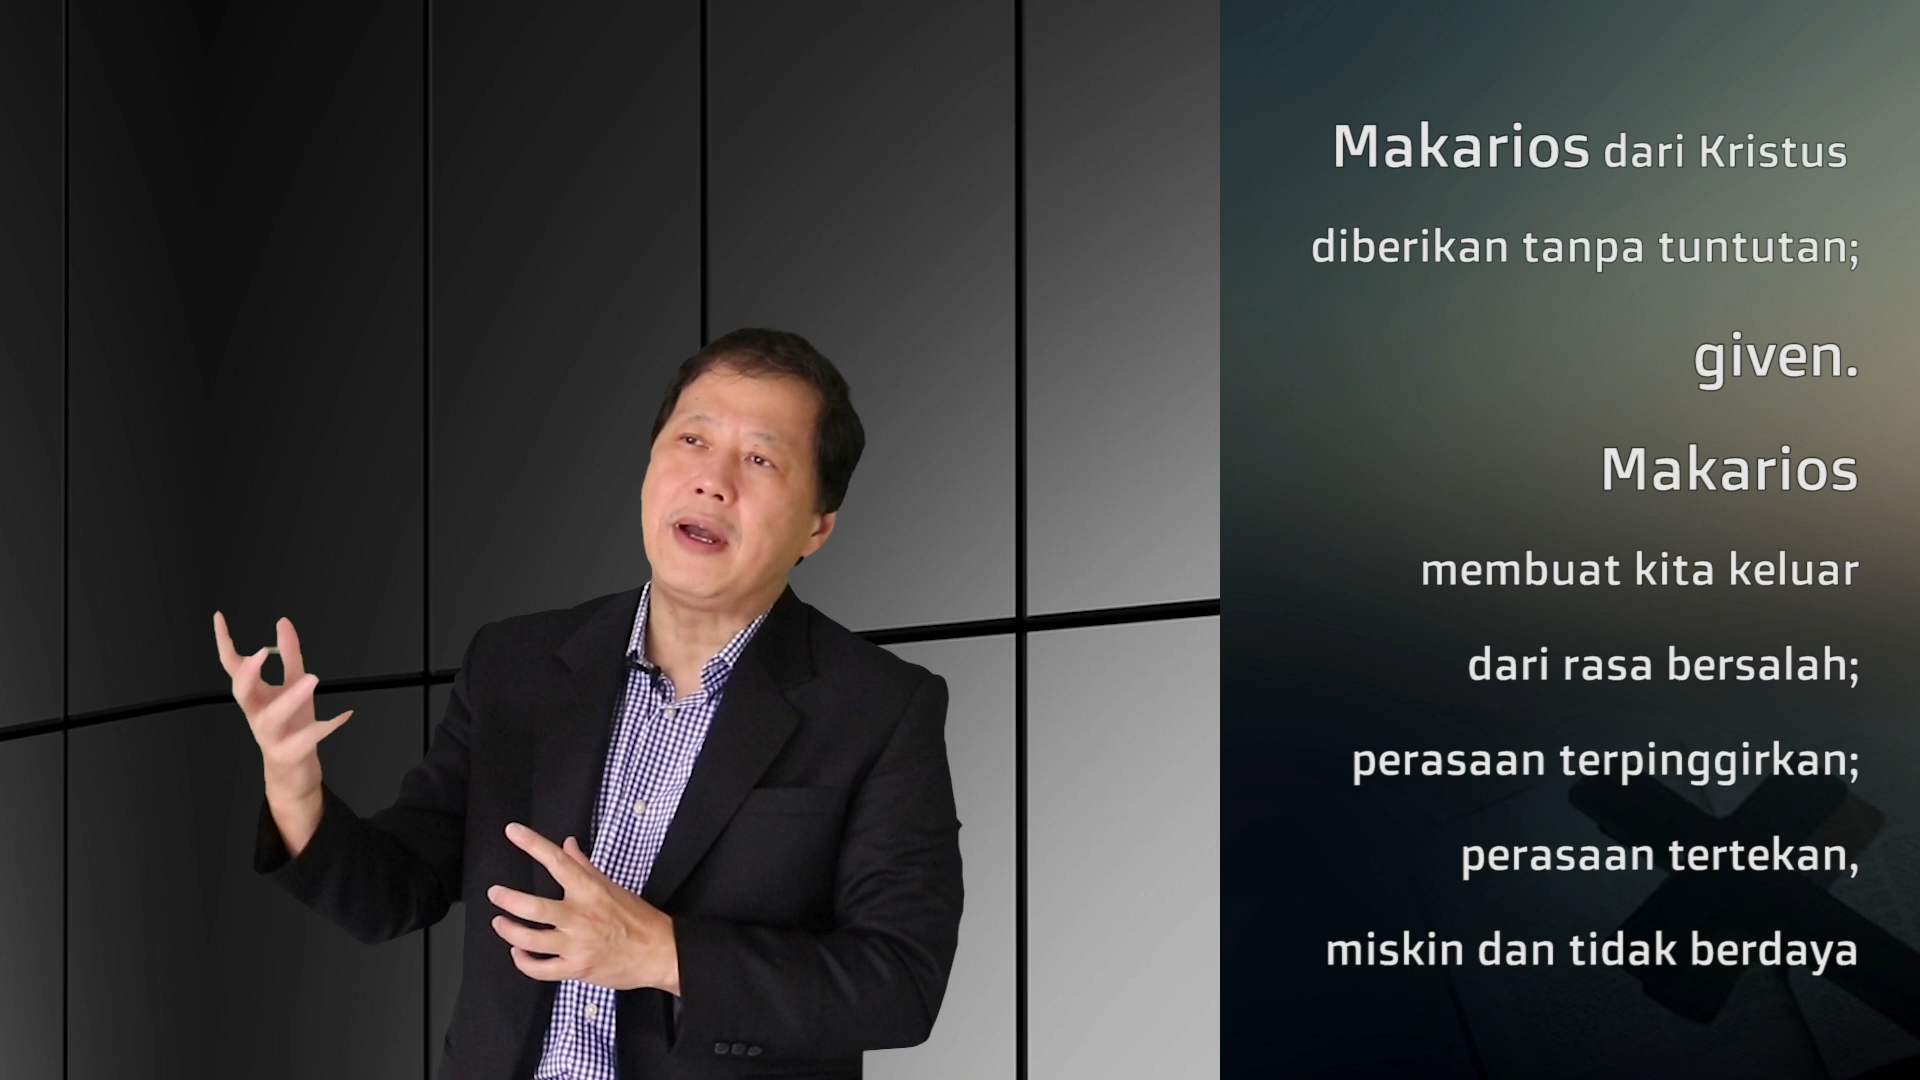 Makarios dari Kristus
diberikan tanpa tuntutan;
given.
Makarios
membuat kita keluar
dari rasa bersalah;
perasaan terpinggirkan;
perasaan tertekan,
miskin dan tidak berdaya